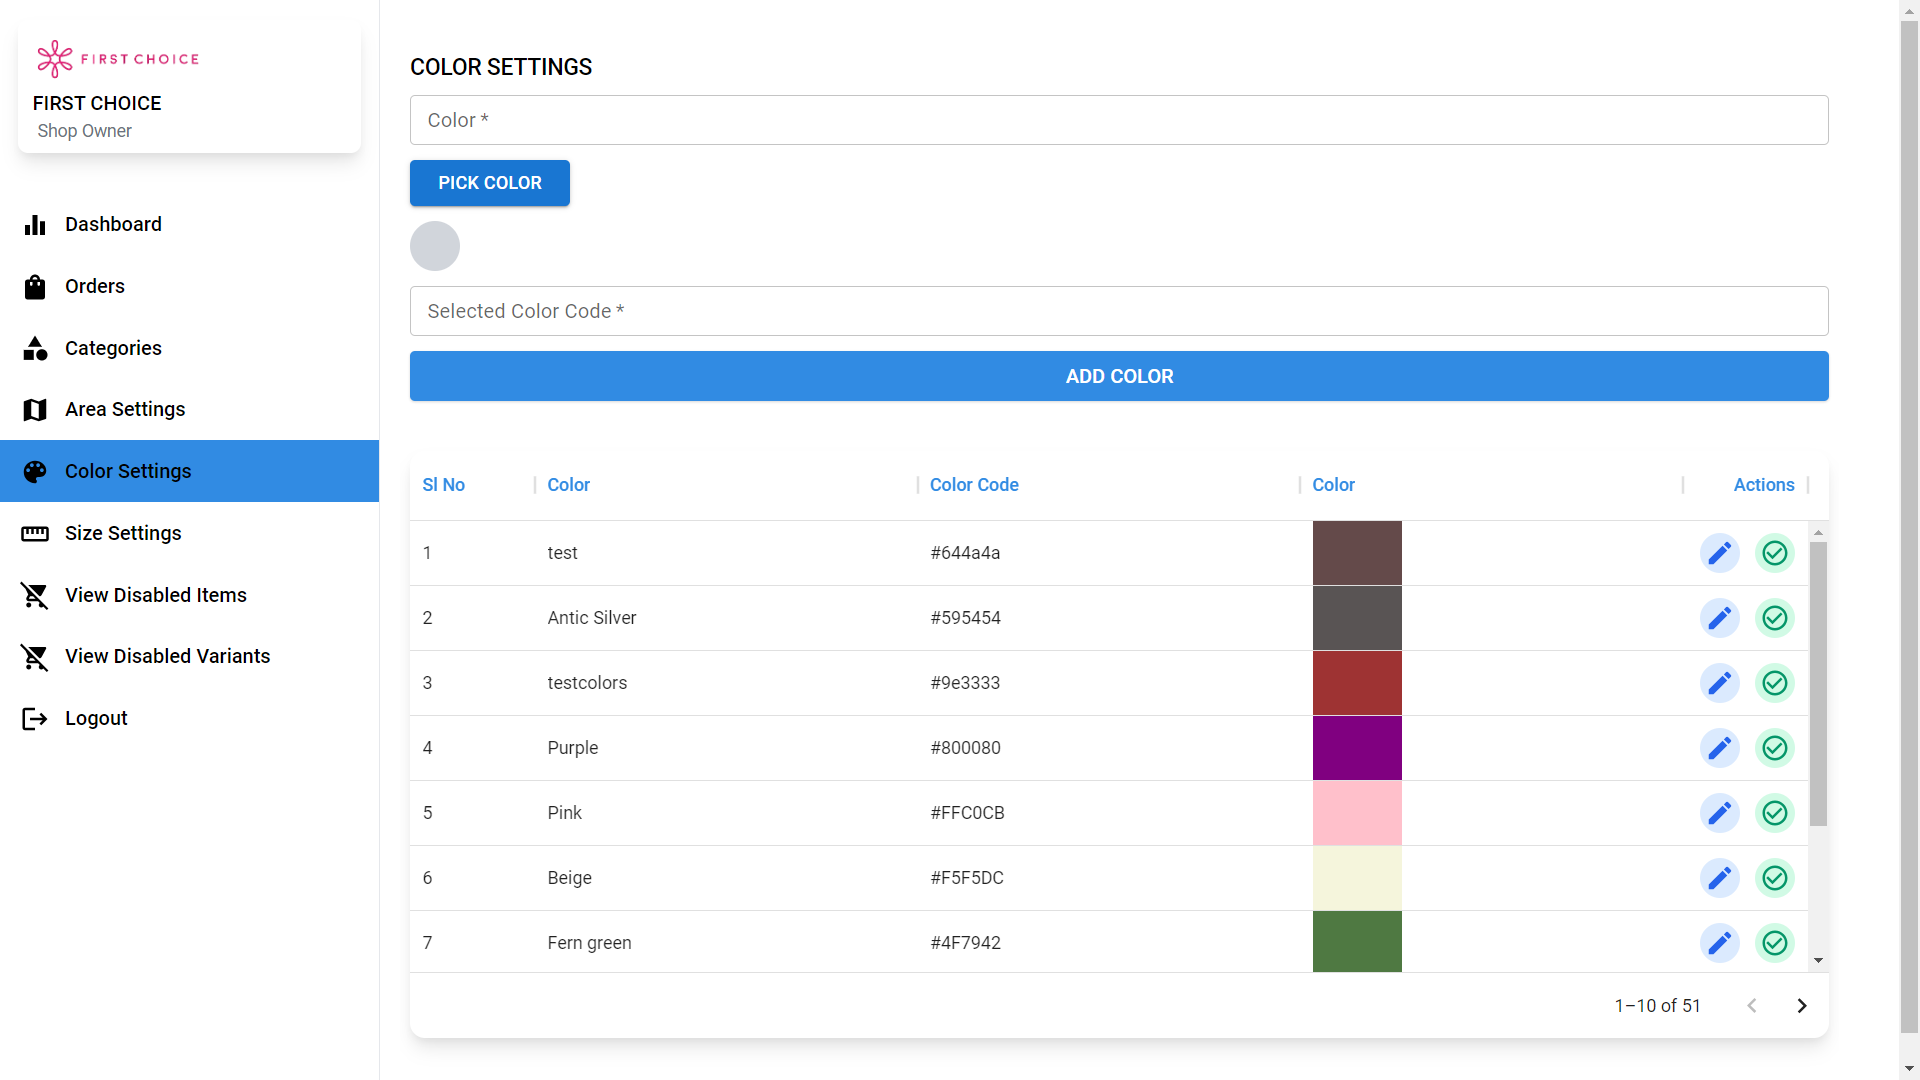 FIRST CHOICE
FIRST CHOICE
Shop Owner
Dashboard
Orders
Categories
Area Settings
Color Settings
Size Settings
View Disabled Items
View Disabled Variants
Logout
COLOR SETTINGS
Color *
PICK COLOR
Selected Color Code *
ADD COLOR
Sl No Color Color Code Color Actions
1 test #644a4a
2 Antic Silver #595454
3 testcolors #9e3333
4 Purple #800080
5 Pink #FFC0CB
6 Beige #F5F5DC
7 Fern green #4F7942
1–10 of 51